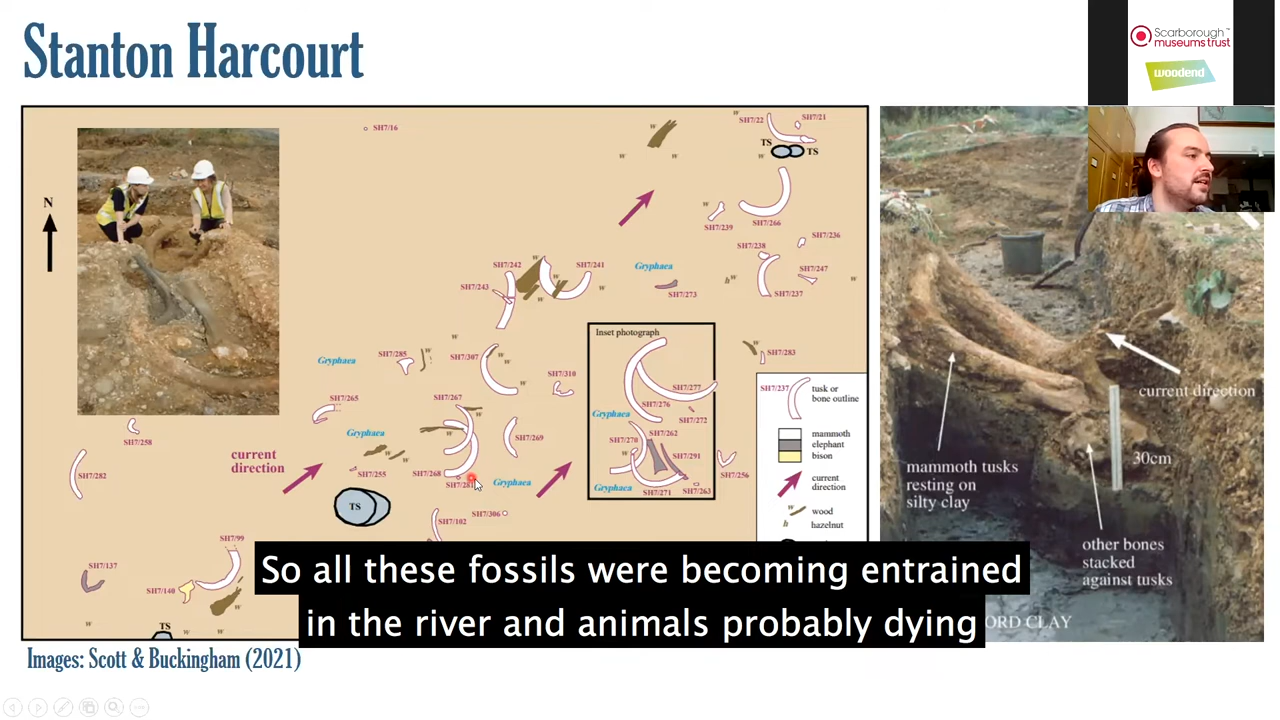 Stanton Harcourt
Scarborough
museums trust
woodend
SH7/16
SH7/22
SH7/21
TS
TS
w
w
w
w
w
N
SH7/266
SH7/239
SH7/236
SH7/238
SH7/247
SH7/237
SH7/242
SH7/241
SH7/243
Gryphaea
SH7/273
h
w
w
w
w
w
Inset photograph
Gryphaea
SH7/285
w
w
SH7/307
w
w
w
SH7/310
SH7/283
SH7/277
SH7/276
SH7/272
Gryphaea
SH7/265
SH7/267
w
SH7/258
Gryphaea
SH7/269
SH7/270
SH7/262
SH7/291
SH7/256
current
direction
w
SH7/255
SH7/268
SH7/281
Gryphaea
Gryphaea
SH7/271
SH7/263
SH7/282
TS
SH7/102
SH7/306
SH7/99
SH7/137
SH7/140
w
w
w
TS
SH7/237
tusk or
bone outline
mammoth
elephant
bison
current
direction
w
wood
h
hazelnut
current direction
mammoth tusks
resting on
silty clay
30cm
other bones
stacked
against tusks
ORD CLAY
So all these fossils were becoming entrained
in the river and animals probably dying
Images: Scott & Buckingham (2021)